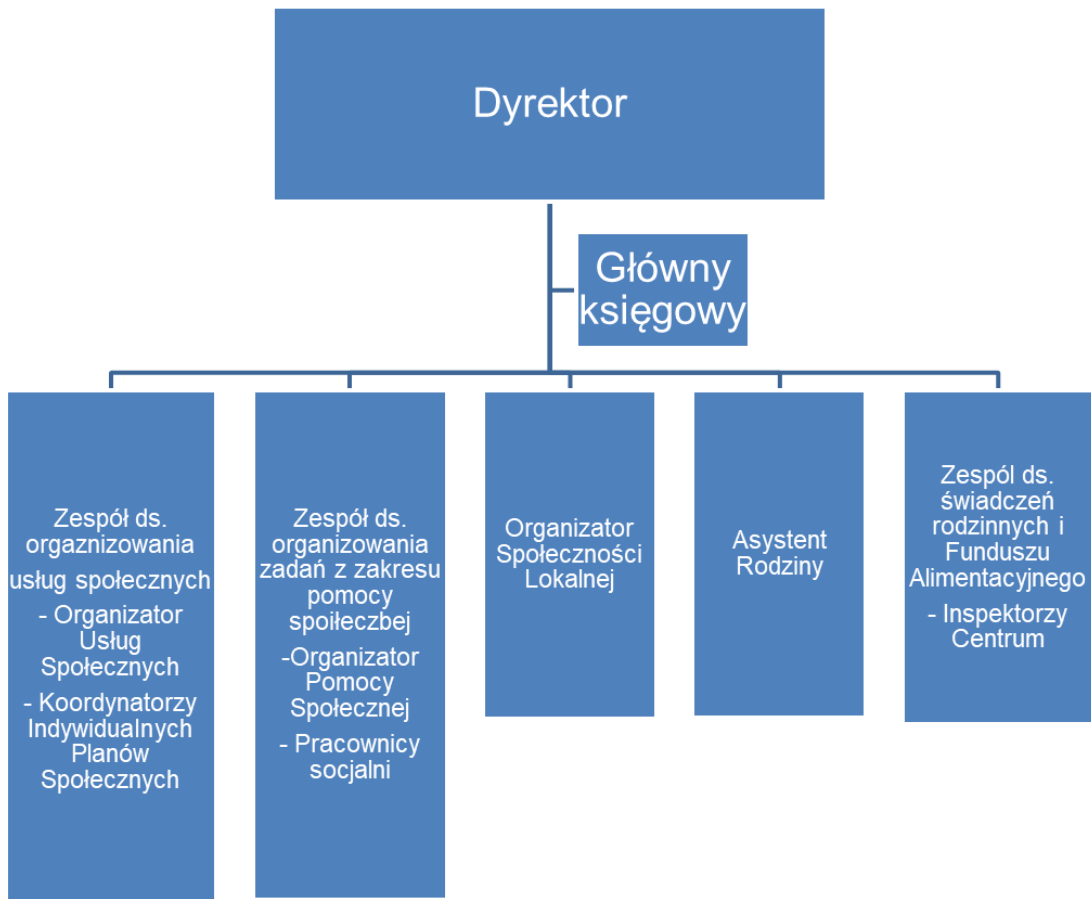 Dyrektor
Główny
księgowy
Zespół ds.
orgaznizowania
usług społecznych
- Organizator
Usług
Społecznych
- Koordynatorzy
Indywidualnych
Planów
Społecznych
Zespół ds.
organizowania
zadań z zakresu
pomocy
spoiłeczbej
-Organizator
Pomocy
Społecznej
- Pracownicy
socjalni
Organizator
Społeczności
Lokalnej
Asystent
Rodziny
Zespól ds.
świadczeń
rodzinnych i
Funduszu
Alimentacyjnego
- Inspektorzy
Centrum